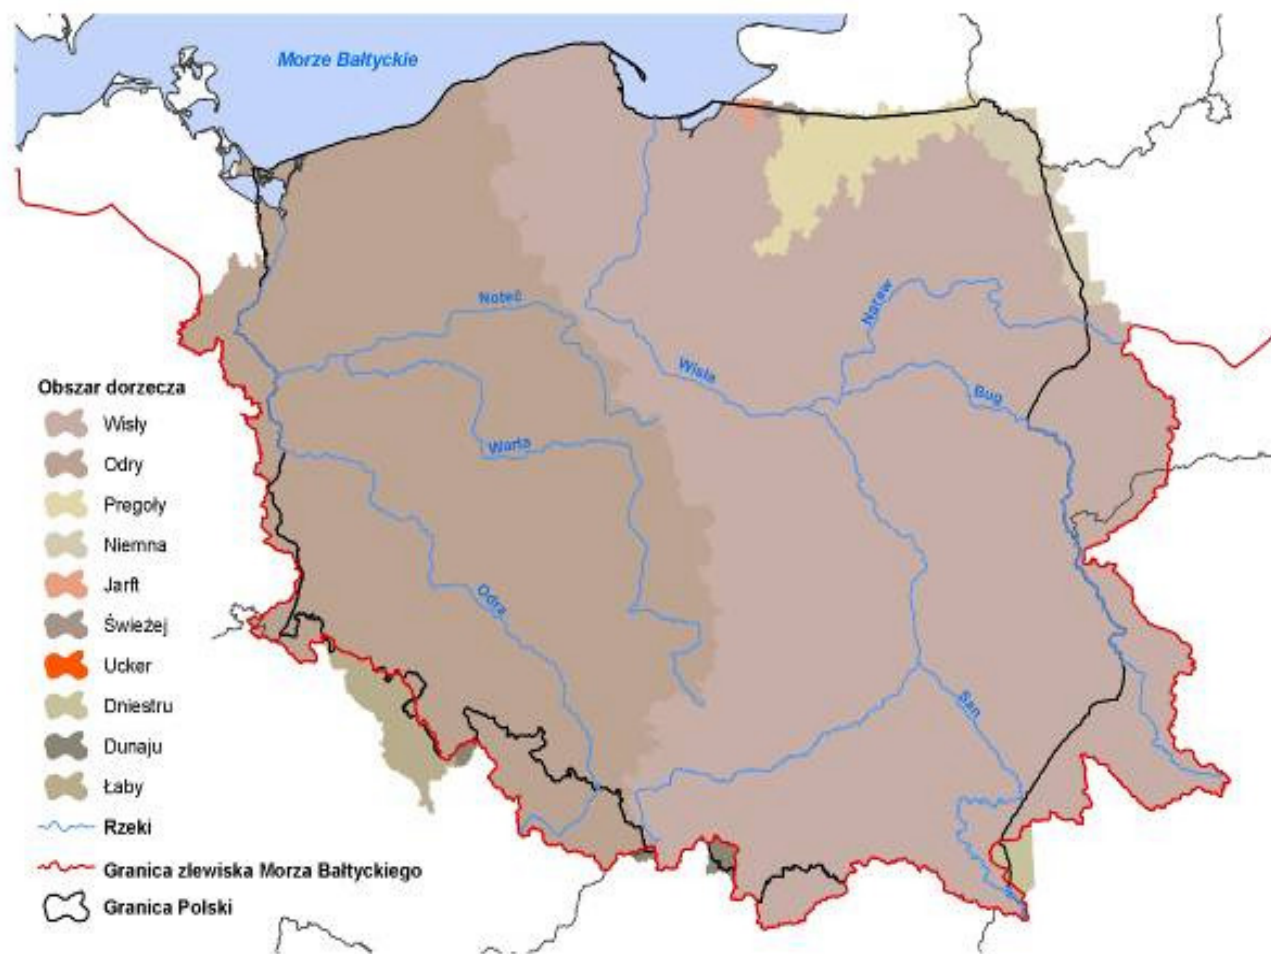 Morze Bałtyckie
Noteć
Narew
Wisła
Bug
Warta
Odra
San
Obszar dorzecza
Wisły
Odry
Pregoły
Niemna
Jarft
Świeżej
Ucker
Dniestru
Dunaju
Łaby
Rzeki
Granica zlewiska Morza Bałtyckiego
Granica Polski